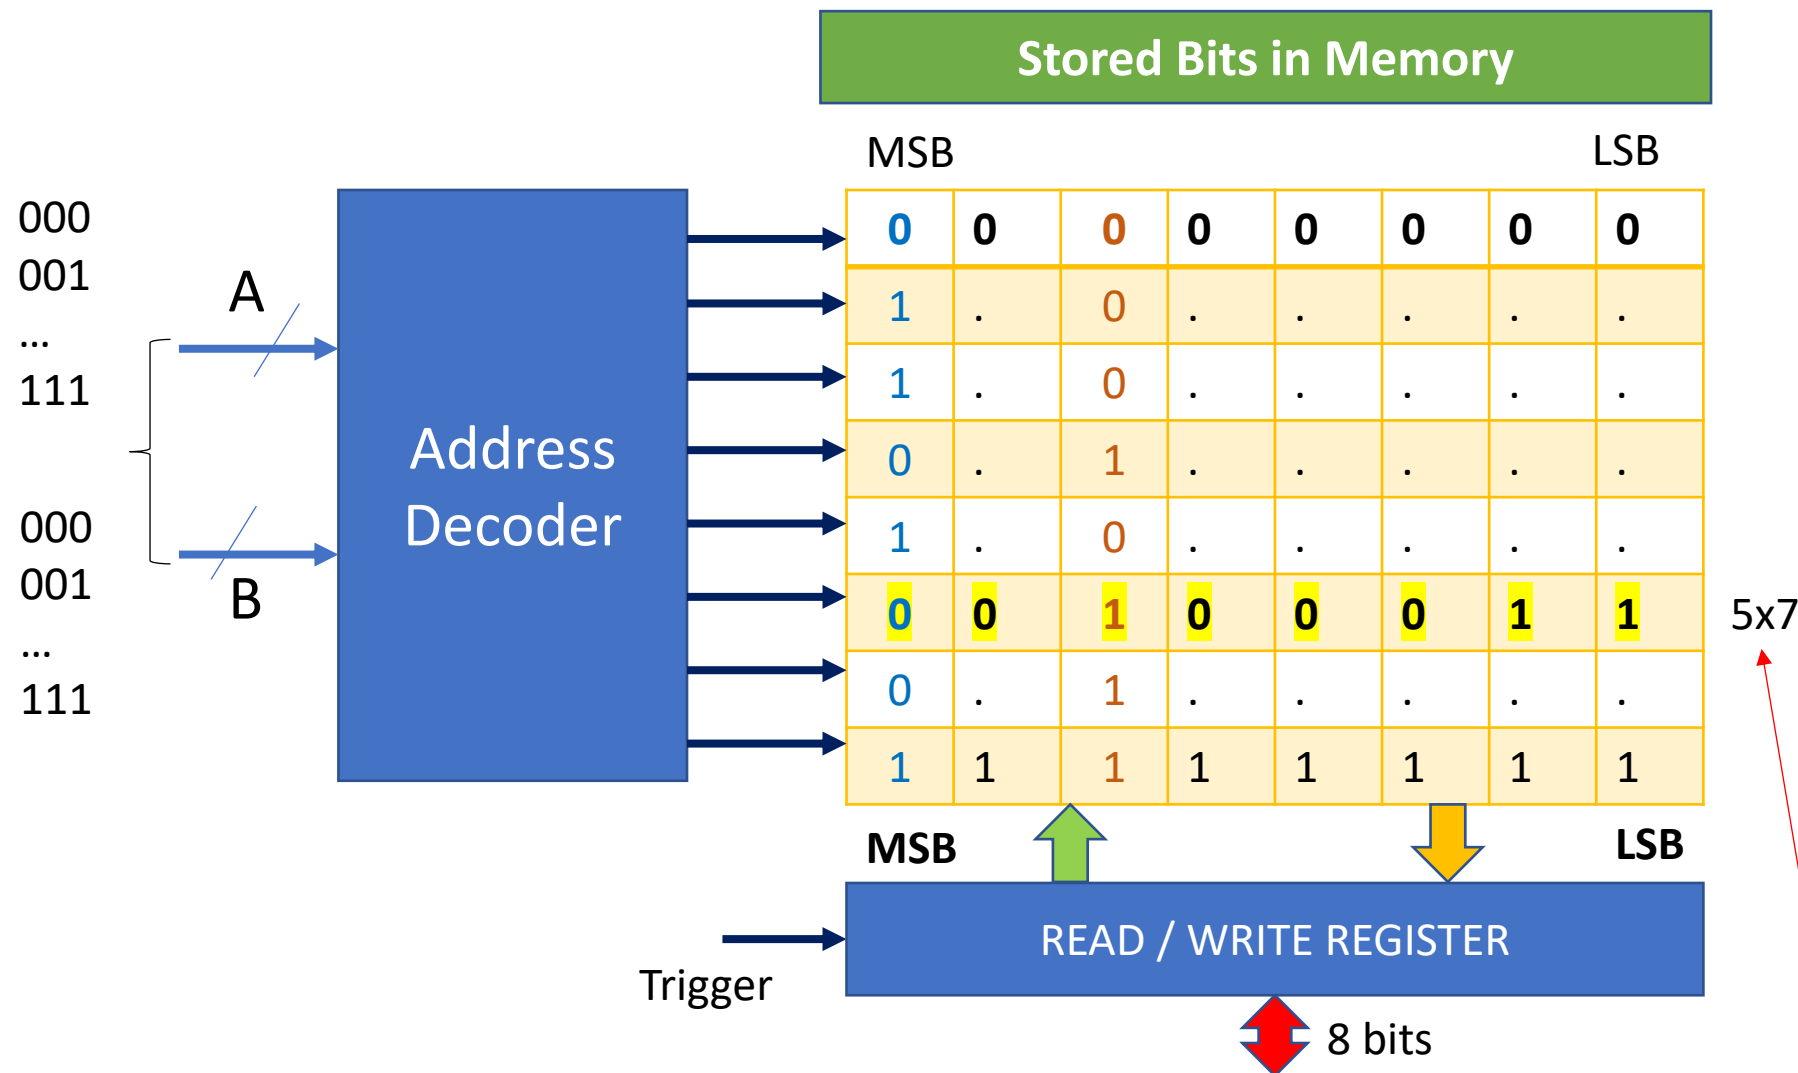 Stored Bits in Memory
MSB LSB
000
001
...
111
A
000
001
...
111
B
Address
Decoder
0 0 0 0 0 0 0 0
1 . 0 . . . . .
1 . 0 . . . . .
0 . 1 . . . . .
1 . 0 . . . . .
0 0 1 0 0 0 1 1 5x7
0 . 1 . . . . .
1 1 1 1 1 1 1 1
MSB LSB
READ / WRITE REGISTER
Trigger
8 bits